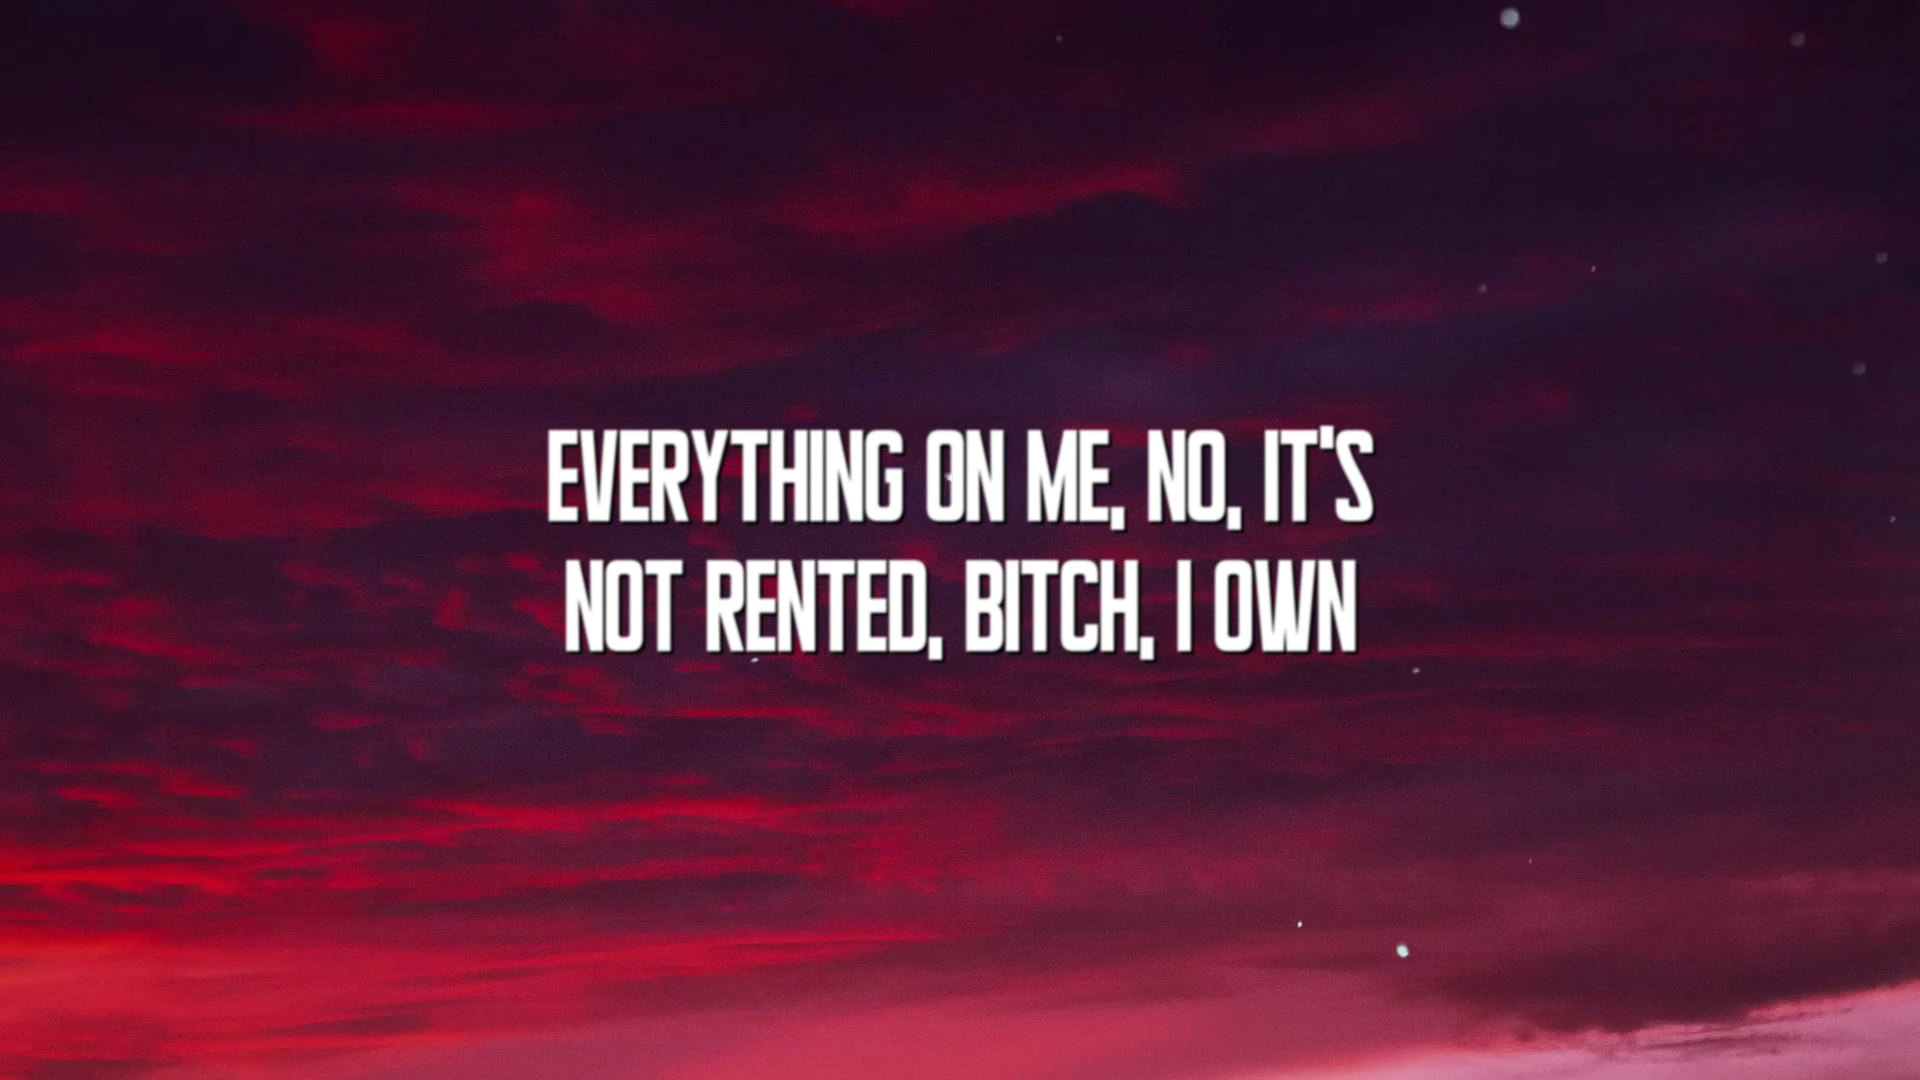 EVERYTHING ON ME, NO, IT'S
NOT RENTED, BITCH, I OWN